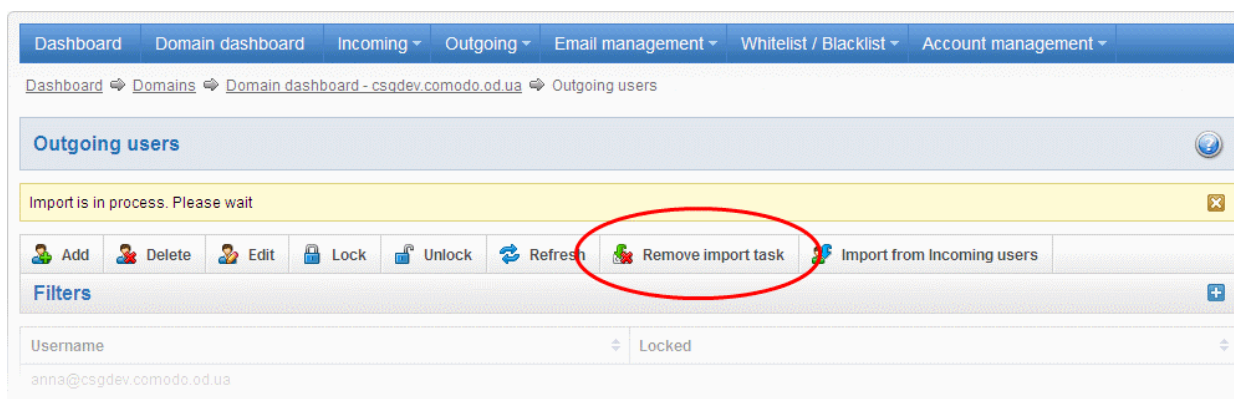 Dashboard Domain dashboard Incoming Outgoing Email management Whitelist / Blacklist Account management
Dashboard Domains Domain dashboard - csgdev.comodo.od.ua Outgoing users
Outgoing users
Import is in process. Please wait
Add Delete Edit Lock Unlock Refresh Remove import task Import from Incoming users
Filters
Username Locked
anna@csgdev.comodo.od.ua